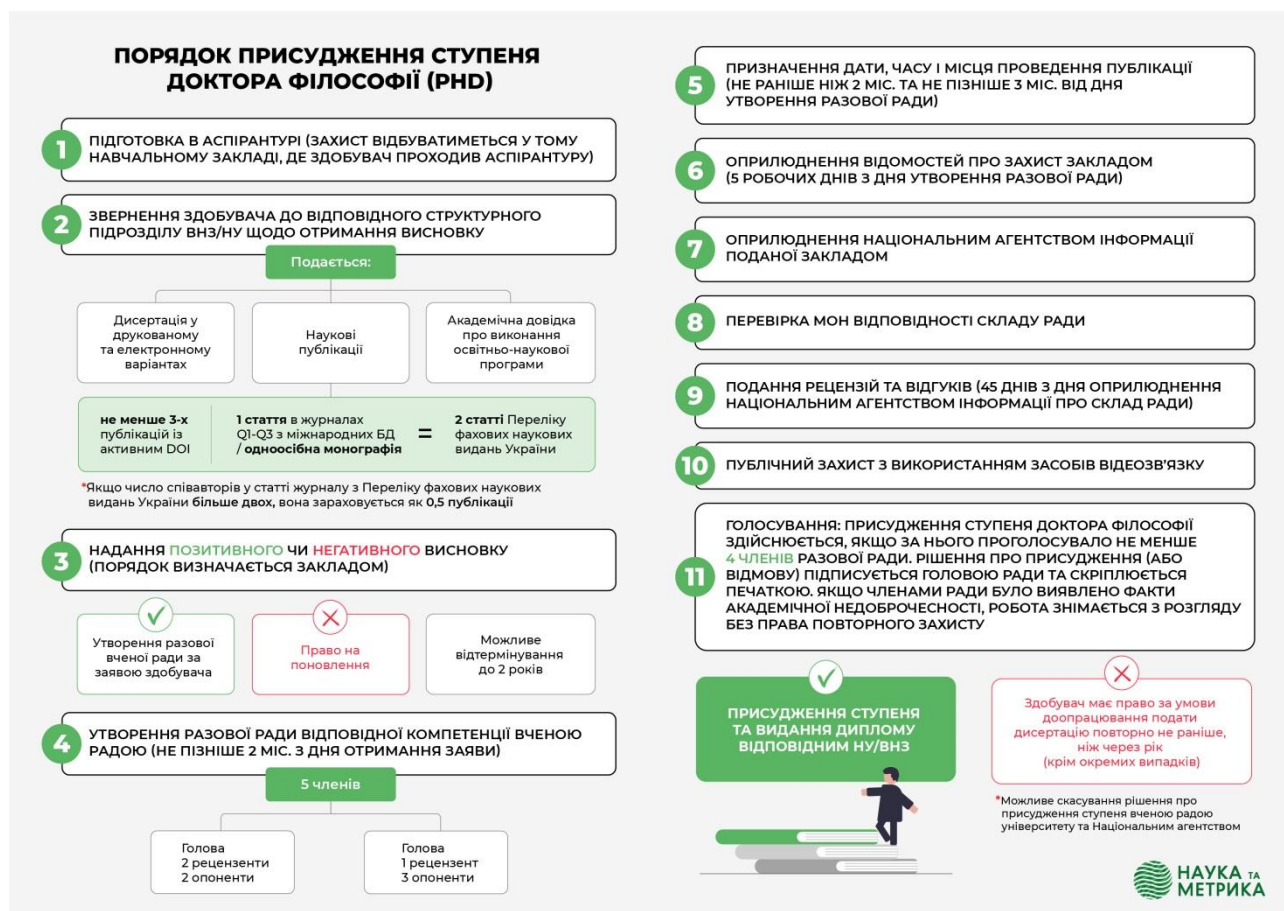 ПОРЯДОК ПРИСУДЖЕННЯ СТУПЕНЯ
ДОКТОРА ФІЛОСОФІЇ (PHD)
1
ПІДГОТОВКА В АСПІРАНТУРІ (ЗАХИСТ ВІДБУВАТИМЕТЬСЯ У ТОМУ
НАВЧАЛЬНОМУ ЗАКЛАДІ, ДЕ ЗДОБУВАЧ ПРОХОДИВ АСПІРАНТУРУ)
2
ЗВЕРНЕННЯ ЗДОБУВАЧА ДО ВІДПОВІДНОГО СТРУКТУРНОГО
ПІДРОЗДІЛУ ВНЗ/НУ ЩОДО ОТРИМАННЯ ВИСНОВКУ
Подається:
Дисертація у
друкованому
та електронному
варіантах
Наукові
публікації
Академічна довідка
про виконання
освітньо-наукової
програми
не менше 3-х
публікацій із
активним DOI
1 стаття в журналах
Q1-Q3 з міжнародних БД
/ одноосібна монографія
=
2 статті Переліку
фахових наукових
видань України
*Якщо число співавторів у статті журналу з Переліку фахових наукових
видань України більше двох, вона зараховується як 0,5 публікації
3
НАДАННЯ ПОЗИТИВНОГО ЧИ НЕГАТИВНОГО ВИСНОВКУ
(ПОРЯДОК ВИЗНАЧАЄТЬСЯ ЗАКЛАДОМ)
Утворення разової
вченої ради за
заявою здобувача
Право на
поновлення
Можливе
відтермінування
до 2 років
4
УТВОРЕННЯ РАЗОВОЇ РАДИ ВІДПОВІДНОЇ КОМПЕТЕНЦІЇ ВЧЕНОЮ
РАДОЮ (НЕ ПІЗНІШЕ 2 МІС. З ДНЯ ОТРИМАННЯ ЗАЯВИ)
5 членів
Голова
2 рецензенти
2 опоненти
Голова
1 рецензент
3 опоненти
5
ПРИЗНАЧЕННЯ ДАТИ, ЧАСУ І МІСЦЯ ПРОВЕДЕННЯ ПУБЛІКАЦІЇ
(НЕ РАНІШЕ НІЖ 2 МІС. ТА НЕ ПІЗНІШЕ 3 МІС. ВІД ДНЯ
УТВОРЕННЯ РАЗОВОЇ РАДИ)
6
ОПРИЛЮДНЕННЯ ВІДОМОСТЕЙ ПРО ЗАХИСТ ЗАКЛАДОМ
(5 РОБОЧИХ ДНІВ З ДНЯ УТВОРЕННЯ РАЗОВОЇ РАДИ)
7
ОПРИЛЮДНЕННЯ НАЦІОНАЛЬНИМ АГЕНТСТВОМ ІНФОРМАЦІЇ
ПОДАНОЇ ЗАКЛАДОМ
8
ПЕРЕВІРКА МОН ВІДПОВІДНОСТІ СКЛАДУ РАДИ
9
ПОДАННЯ РЕЦЕНЗІЙ ТА ВІДГУКІВ (45 ДНІВ З ДНЯ ОПРИЛЮДНЕННЯ
НАЦІОНАЛЬНИМ АГЕНТСТВОМ ІНФОРМАЦІЇ ПРО СКЛАД РАДИ)
10
ПУБЛІЧНИЙ ЗАХИСТ З ВИКОРИСТАННЯМ ЗАСОБІВ ВІДЕОЗВ'ЯЗКУ
11
ГОЛОСУВАННЯ: ПРИСУДЖЕННЯ СТУПЕНЯ ДОКТОРА ФІЛОСОФІЇ
ЗДІЙСНЮЄТЬСЯ, ЯКЩО ЗА НЬОГО ПРОГОЛОСУВАЛО НЕ МЕНШЕ
4 ЧЛЕНІВ РАЗОВОЇ РАДИ. РІШЕННЯ ПРО ПРИСУДЖЕННЯ (АБО
ВІДМОВУ) ПІДПИСУЄТЬСЯ ГОЛОВОЮ РАДИ ТА СКРІПЛЮЄТЬСЯ
ПЕЧАТКОЮ. ЯКЩО ЧЛЕНАМИ РАДИ БУЛО ВИЯВЛЕНО ФАКТИ
АКАДЕМІЧНОЇ НЕДОБРОЧЕСНОСТІ, РОБОТА ЗНІМАЄТЬСЯ З РОЗГЛЯДУ
БЕЗ ПРАВА ПОВТОРНОГО ЗАХИСТУ
ПРИСУДЖЕННЯ СТУПЕНЯ
ТА ВИДАННЯ ДИПЛОМУ
ВІДПОВІДНИМ НУ/ВНЗ
Здобувач має право за умови
доопрацювання подати
дисертацію повторно не раніше,
ніж через рік
(крім окремих випадків)
*Можливе скасування рішення про
присудження ступеня вченою радою
університету та Національним агентством
НАУКА ТА
МЕТРИКА